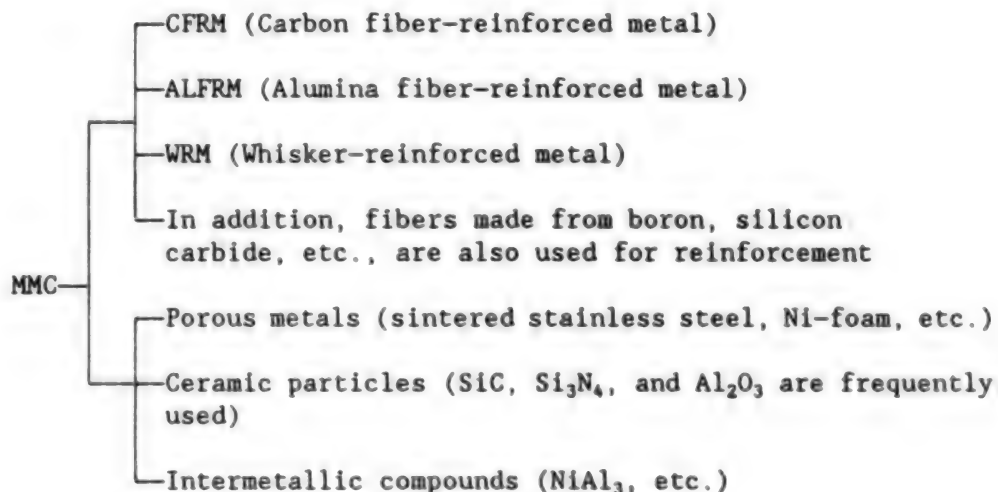 CFRM (Carbon fiber-reinforced metal)
ALFRM (Alumina fiber-reinforced metal)
WRM (Whisker-reinforced metal)
In addition, fibers made from boron, silicon
carbide, etc., are also used for reinforcement
MMC
Porous metals (sintered stainless steel, Ni-foam, etc.)
Ceramic particles (SiC, Si₃N₄, and Al₂O₃ are frequently
used)
Intermetallic compounds (NiAl₃, etc.)